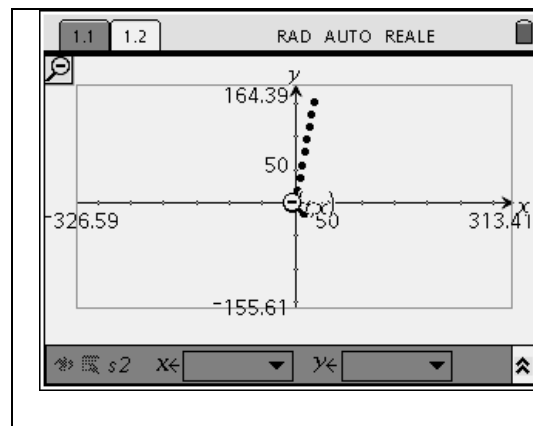 1.1 1.2 RAD AUTO REALE
y
164.39
50
(t,x)
-326.59 50 313.41 x
-155.61
s2 x← y←